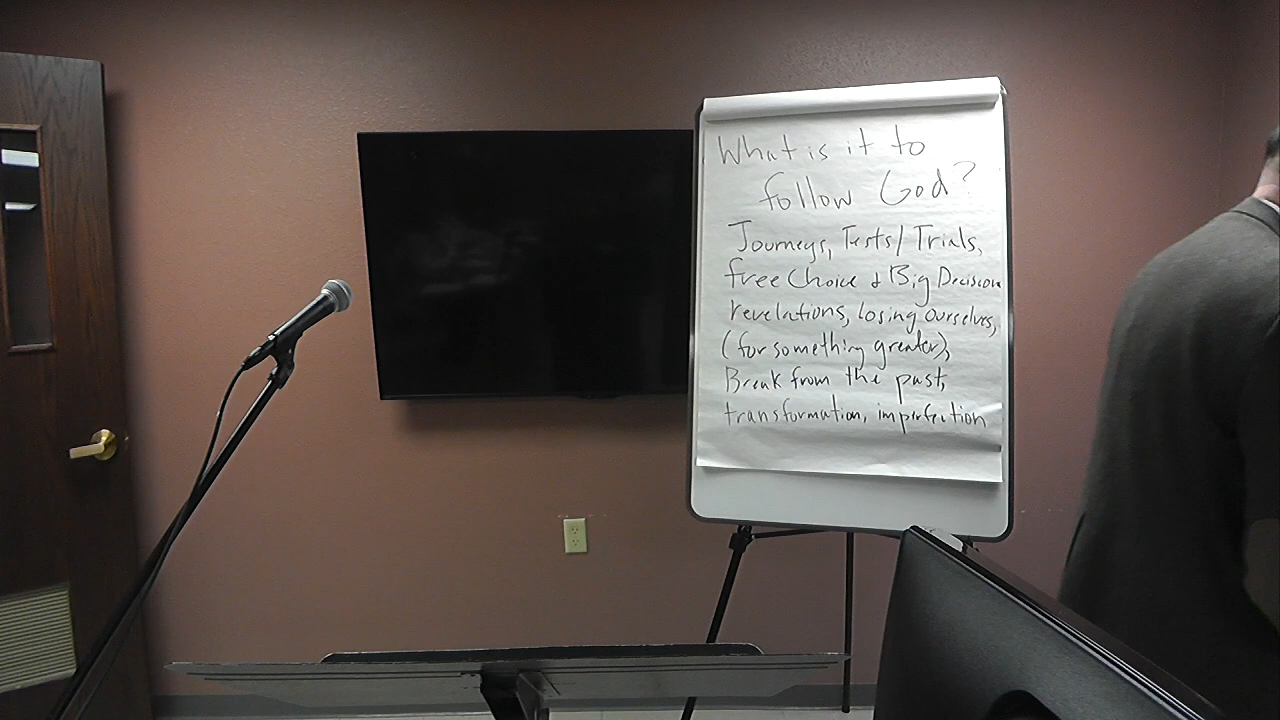 What is it to
follow God?
Journeys, Tests/Trials,
free Choice & Big Decision
revelations, losing ourselves,
(for something greater),
Break from the past,
transformation, imperfection